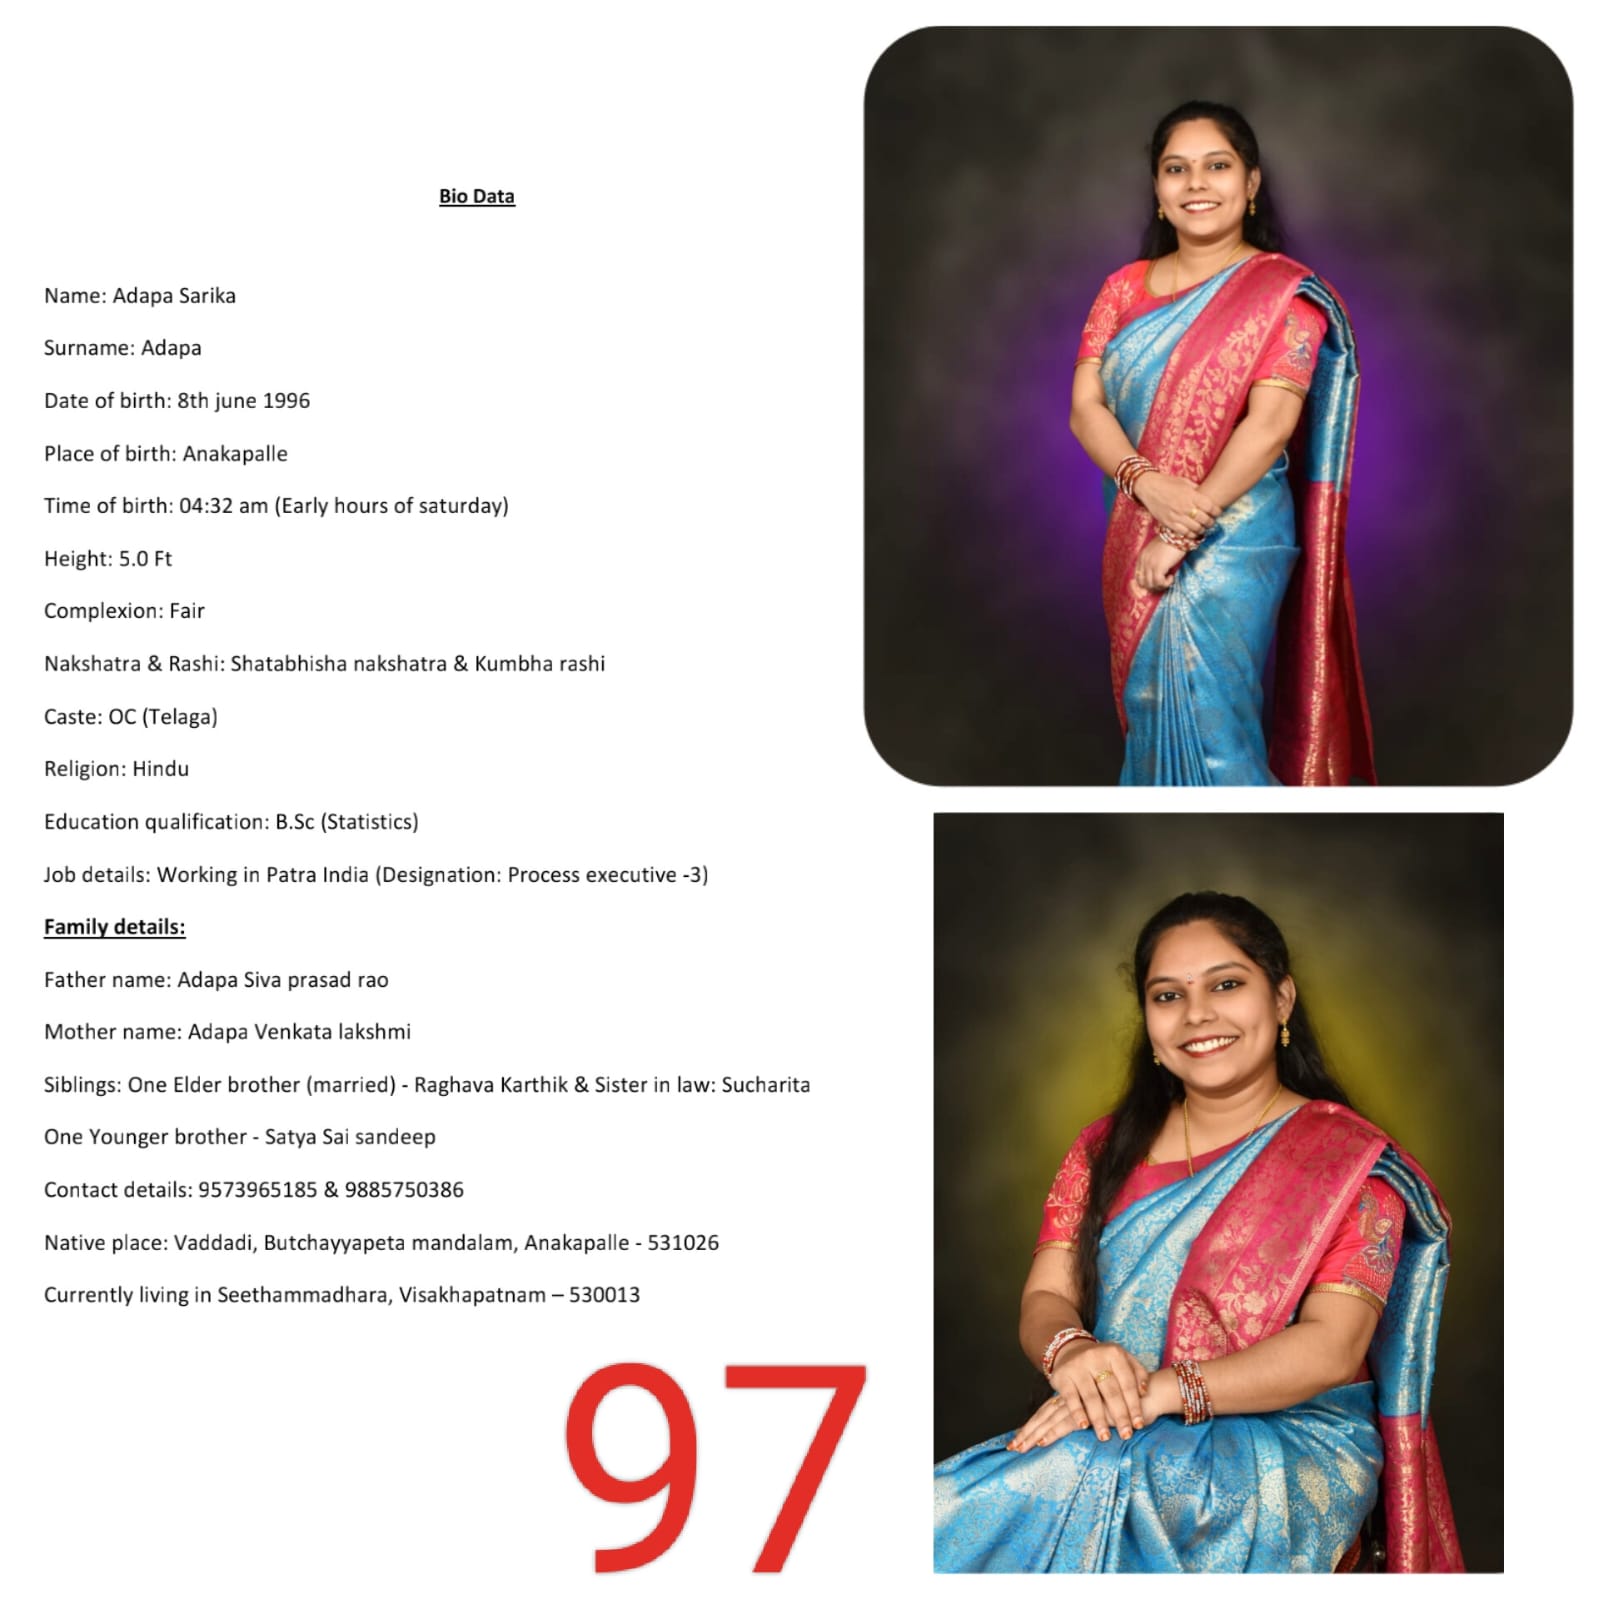 Bio Data
Name: Adapa Sarika
Surname: Adapa
Date of birth: 8th june 1996
Place of birth: Anakapalle
Time of birth: 04:32 am (Early hours of saturday)
Height: 5.0 Ft
Complexion: Fair
Nakshatra & Rashi: Shatabhisha nakshatra & Kumbha rashi
Caste: OC (Telaga)
Religion: Hindu
Education qualification: B.Sc (Statistics)
Job details: Working in Patra India (Designation: Process executive -3)
Family details:
Father name: Adapa Siva prasad rao
Mother name: Adapa Venkata lakshmi
Siblings: One Elder brother (married) - Raghava Karthik & Sister in law: Sucharita
One Younger brother - Satya Sai sandeep
Contact details: 9573965185 & 9885750386
Native place: Vaddadi, Butchayyapeta mandalam, Anakapalle - 531026
Currently living in Seethammadhara, Visakhapatnam – 530013
97